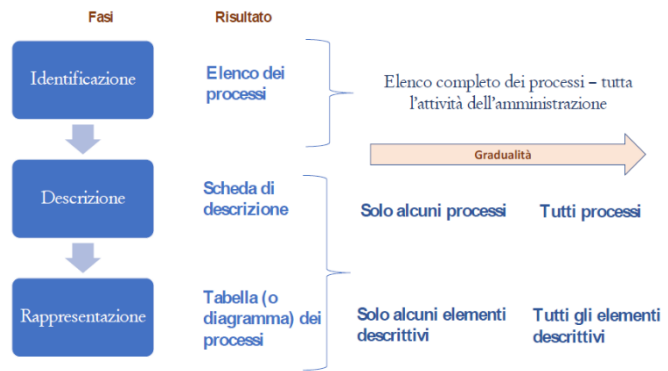 Fasi
Risultato
Identificazione
Elenco dei
processi
Elenco completo dei processi – tutta
l'attività dell'amministrazione
Gradualità
Descrizione
Scheda di
descrizione
Solo alcuni processi
Tutti processi
Rappresentazione
Tabella (o
diagramma) dei
processi
Solo alcuni elementi
descrittivi
Tutti gli elementi
descrittivi